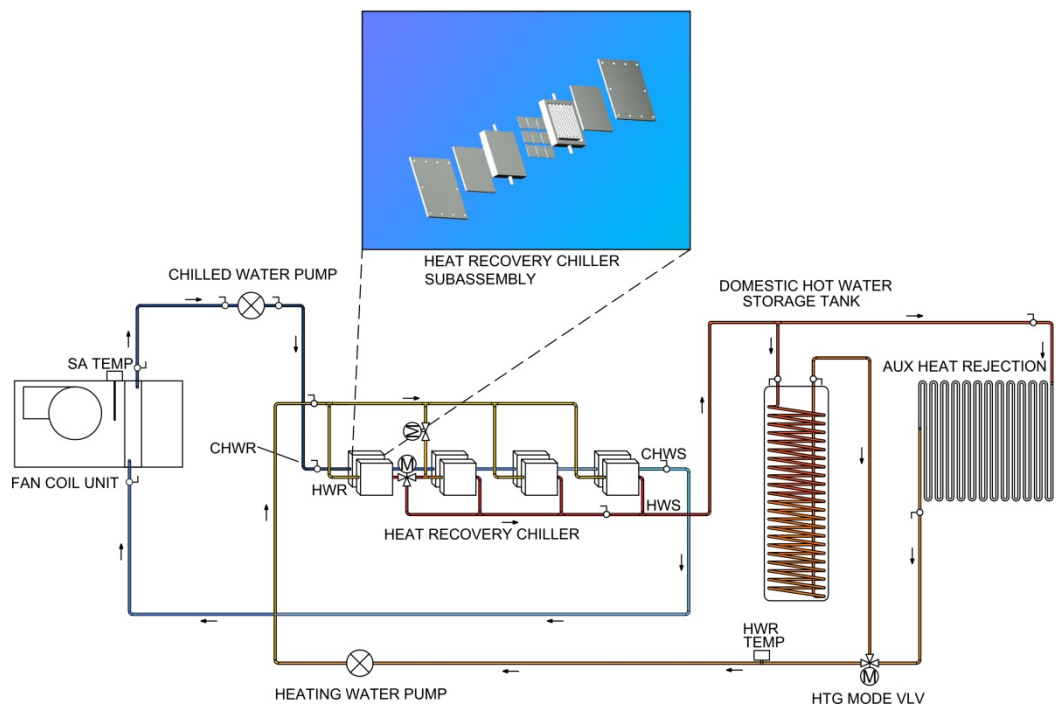 HEAT RECOVERY CHILLER
SUBASSEMBLY
CHILLED WATER PUMP
DOMESTIC HOT WATER
STORAGE TANK
SA TEMP
AUX HEAT REJECTION
M
CHWR
M
CHWS
FAN COIL UNIT
HWR
HWS
HEAT RECOVERY CHILLER
HWR
TEMP
M
HEATING WATER PUMP
HTG MODE VLV